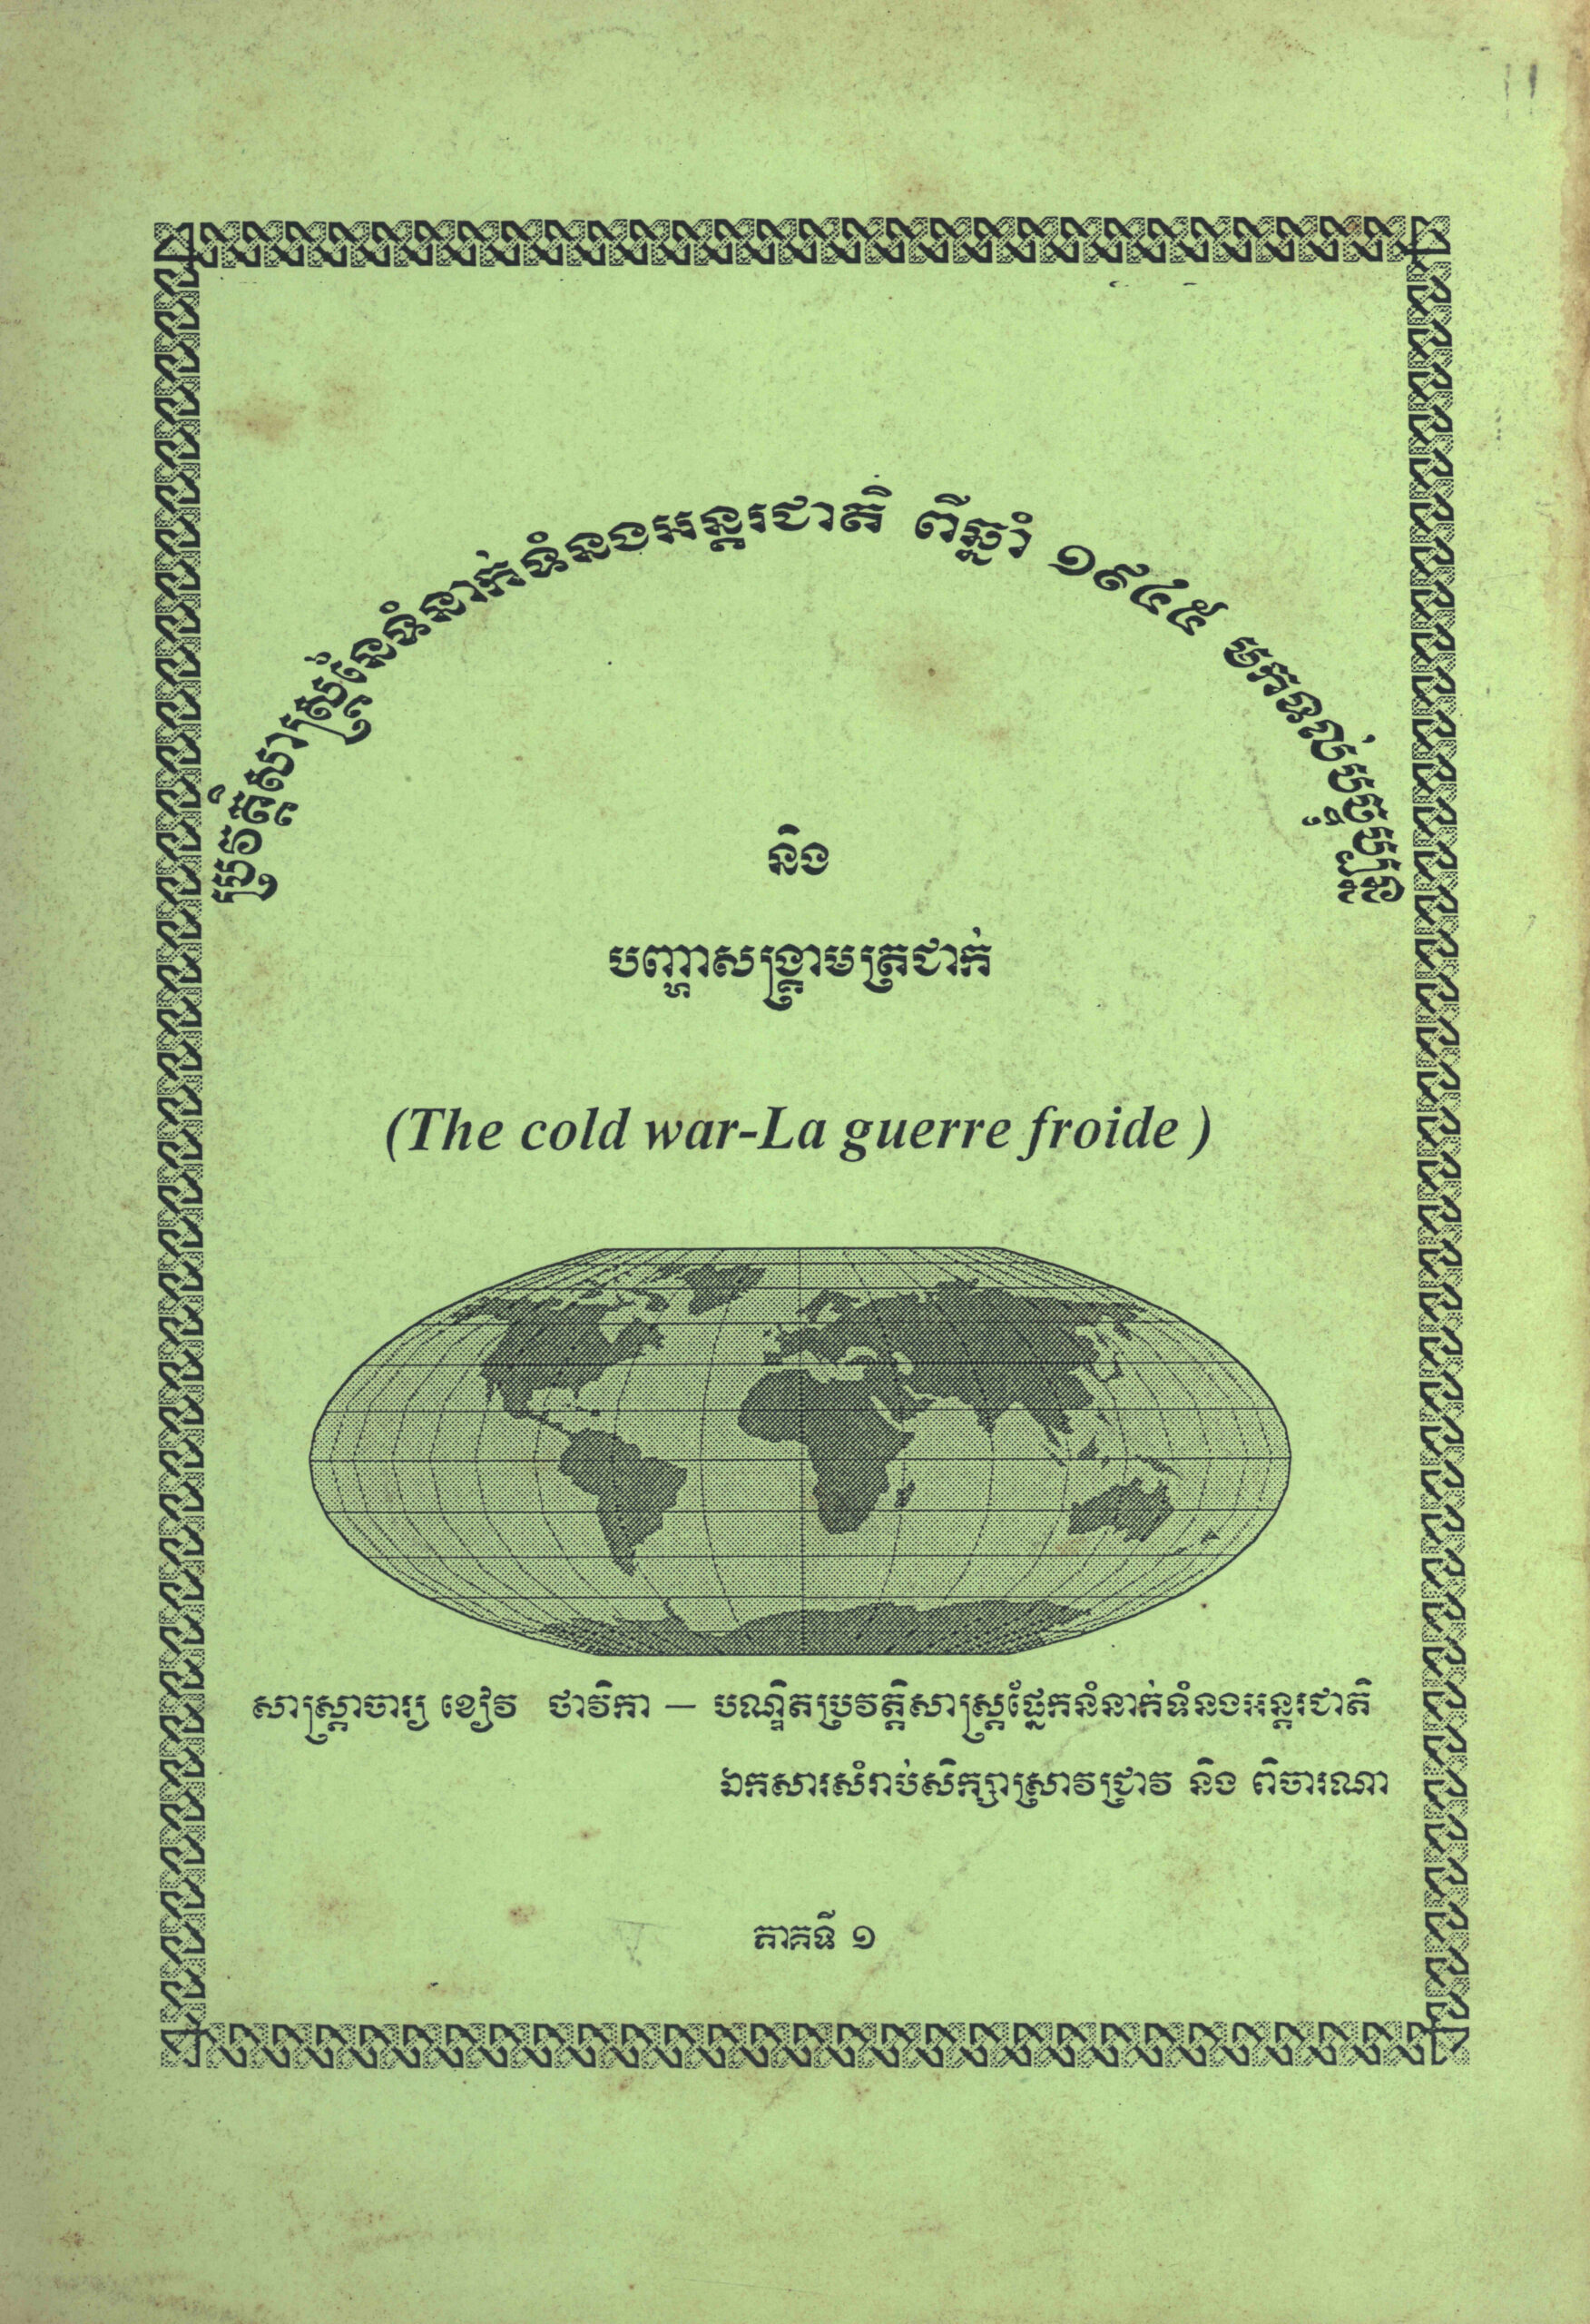 ប្រវត្តិសាស្ត្រនៃទំនាក់ទំនងអន្តរជាតិ ពីឆ្នាំ ១៩៤៥ មកទល់បច្ចុប្បន្ន
និង
បញ្ហាសង្គ្រាមត្រជាក់
(The cold war-La guerre froide )
សាស្ត្រាចារ្យ ខៀវ ថាវិកា – បណ្ឌិតប្រវត្តិសាស្ត្រផ្នែកទំនាក់ទំនងអន្តរជាតិ
ឯកសារសំរាប់សិក្សាស្រាវជ្រាវ និង ពិចារណា
ភាគទី ១